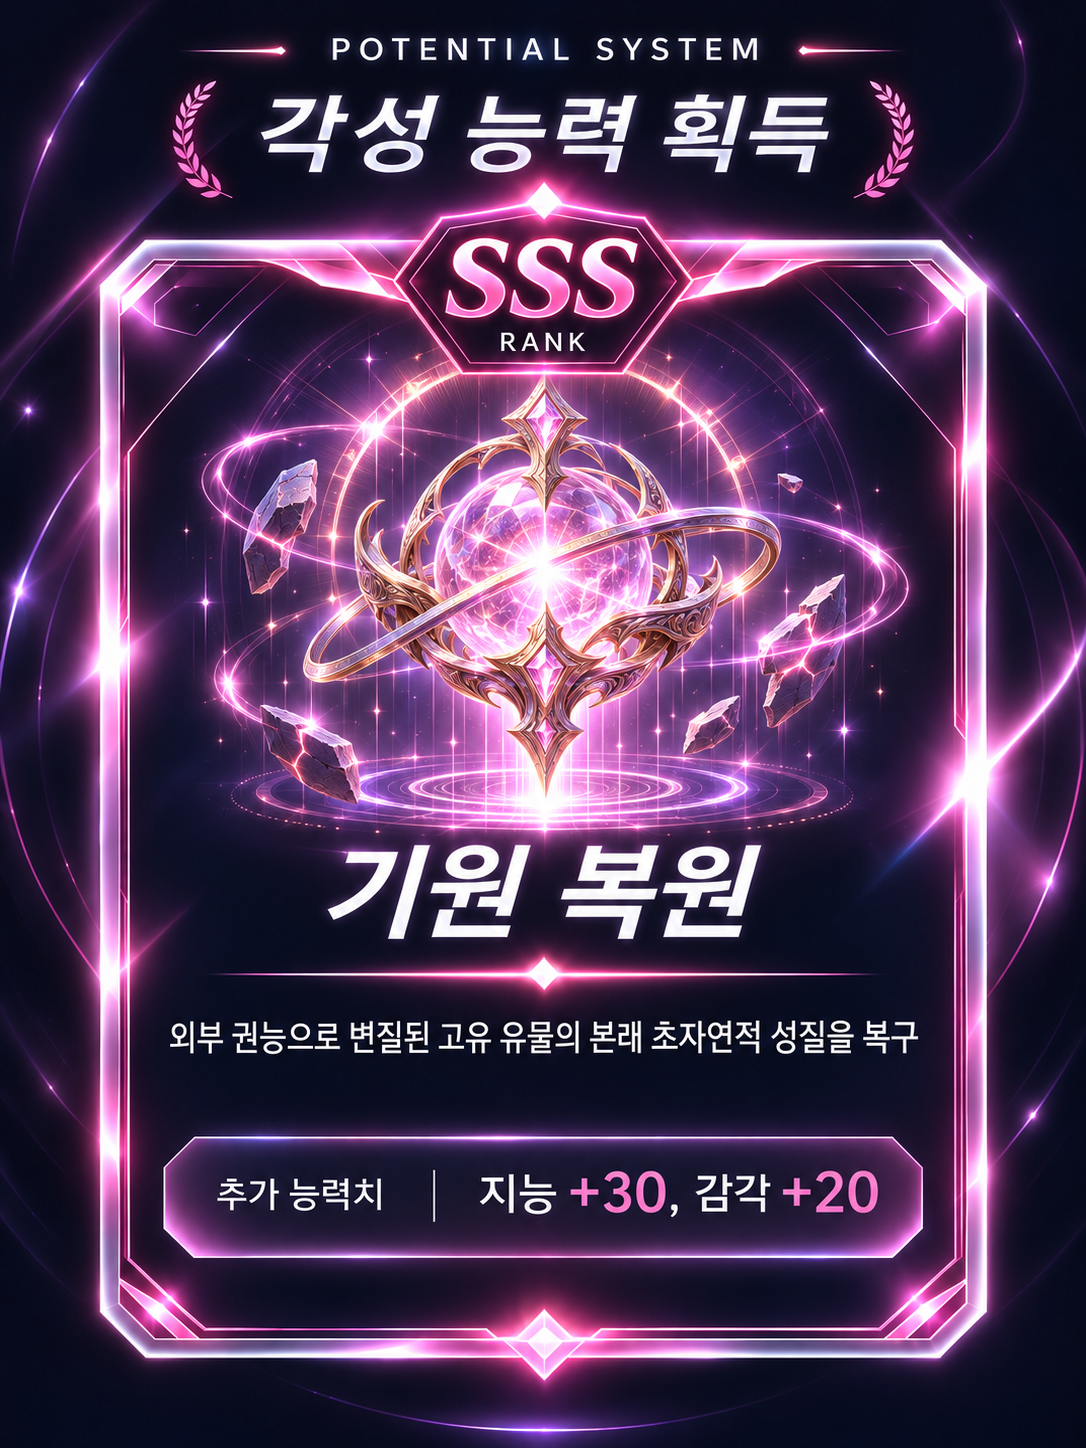 POTENTIAL SYSTEM
각성 능력 획득
SSS
RANK
기원 복원
외부 권능으로 변질된 고유 유물의 본래 초자연적 성질을 복구
추가 능력치 지능 +30, 감각 +20